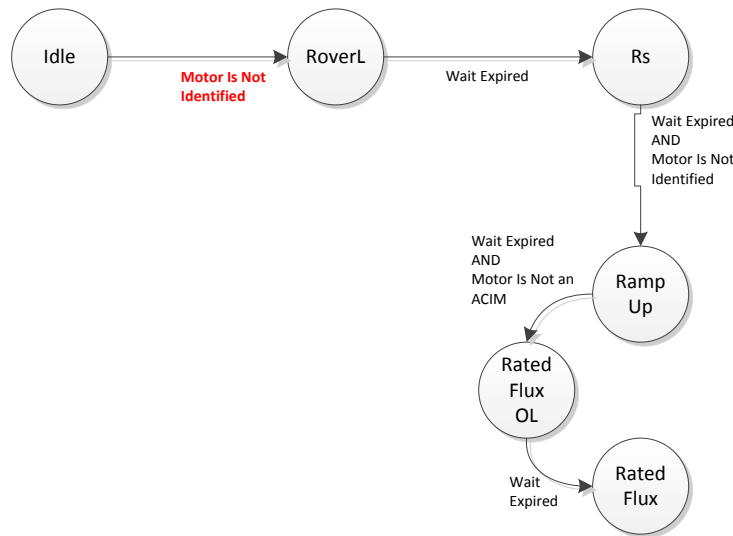 Idle
Motor Is Not
Identified
RoverL
Wait Expired
Rs
Wait Expired
AND
Motor Is Not
Identified
Ramp
Up
Wait Expired
AND
Motor Is Not an
ACIM
Rated
Flux
OL
Wait
Expired
Rated
Flux